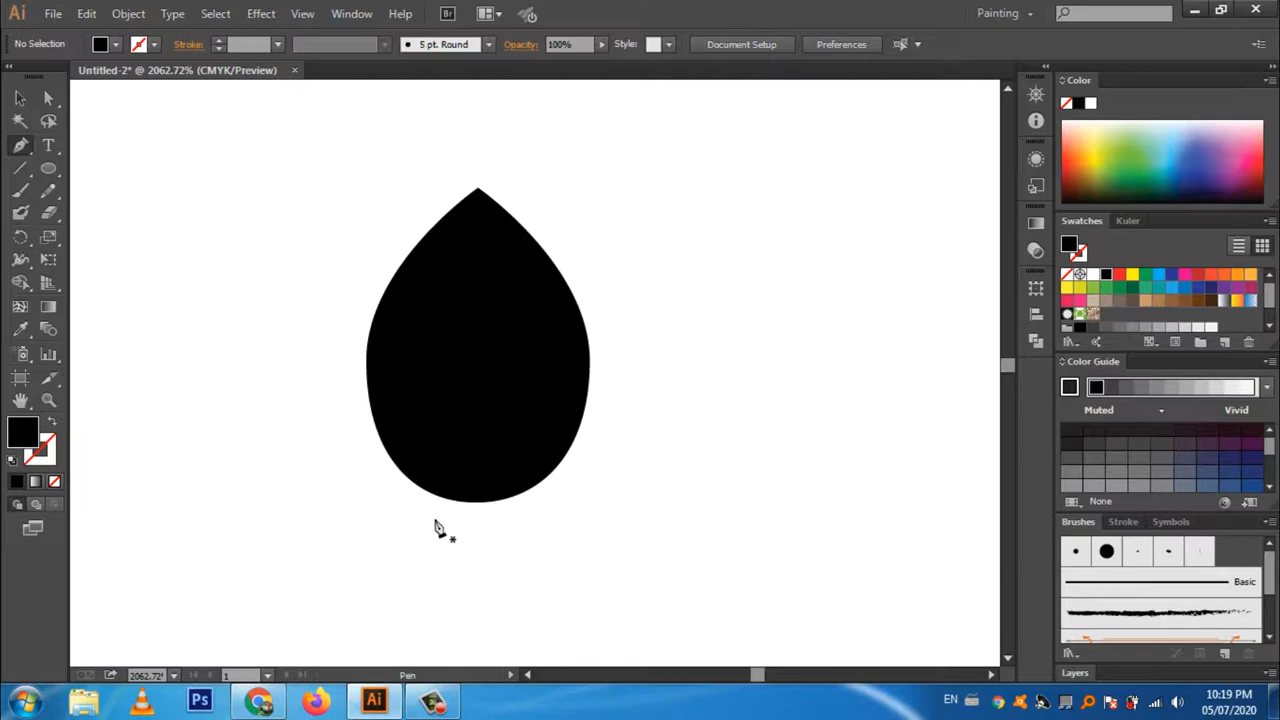 Ai File Edit Object Type Select Effect View Window Help Br Painting
No Selection Stroke: 5 pt. Round Opacity: 100% Style: Document Setup Preferences
Untitled-2* @ 2062.72% (CMYK/Preview)
Color
Swatches Kuler
Color Guide
Muted Vivid
None
Brushes Stroke Symbols
Basic
Layers
2062.72% 1 Pen
Ps Ai EN 10:19 PM
05/07/2020